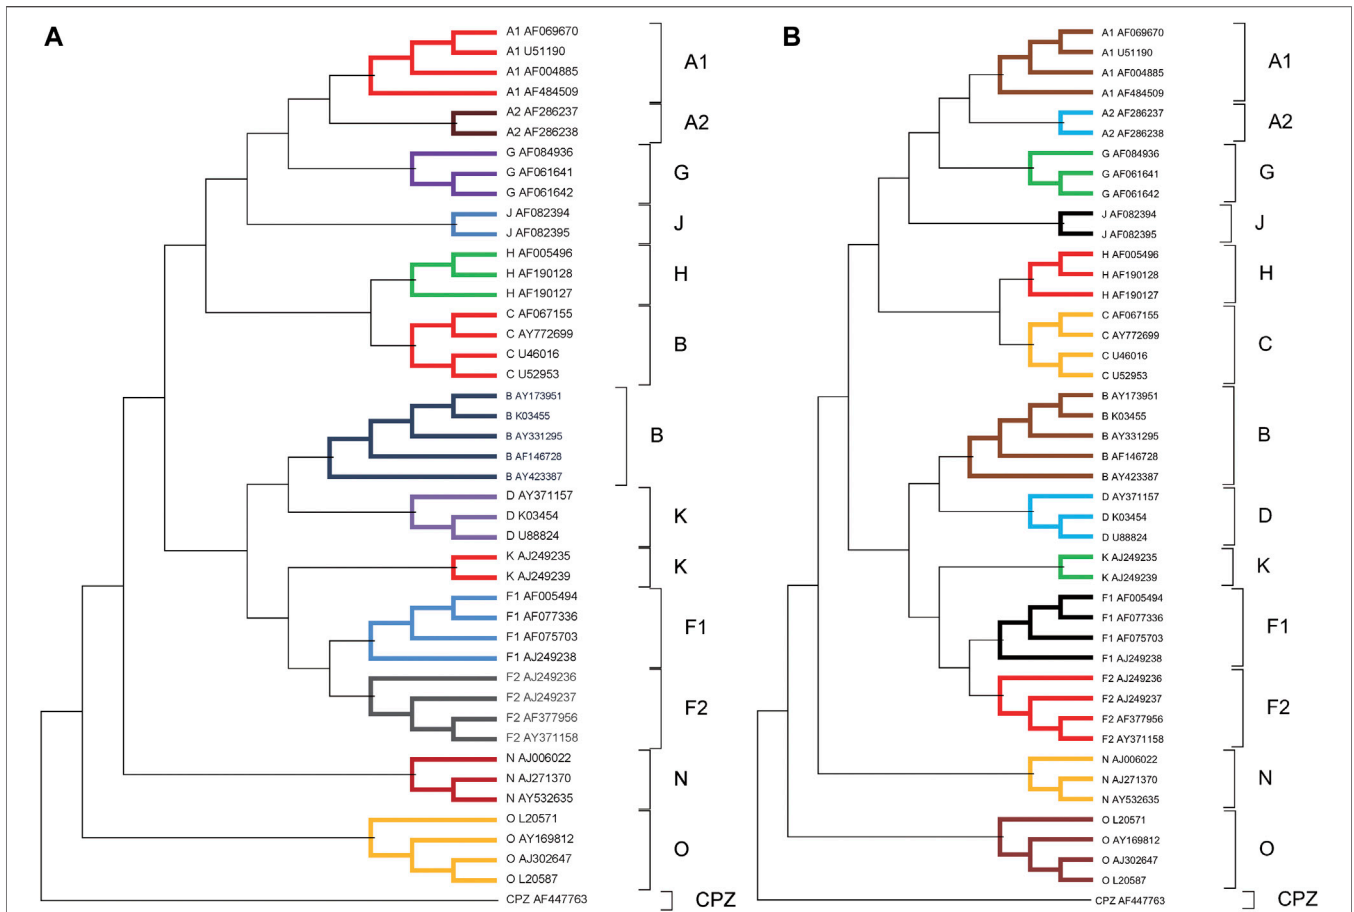 A
A1 AF069670
A1 U51190
A1 AF004885
A1 AF484509
A1
A2 AF286237
A2 AF286238
A2
G AF084936
G AF061641
G AF061642
G
J AF082394
J AF082395
J
H AF005496
H AF190128
H AF190127
H
C AF067155
C AY772699
C U46016
C U52953
B
B AY173951
B K03455
B AY331295
B AF146728
B AY423387
B
D AY371157
D K03454
D U88824
K
K AJ249235
K AJ249239
K
F1 AF005494
F1 AF077336
F1 AF075703
F1 AJ249238
F1
F2 AJ249236
F2 AJ249237
F2 AF377956
F2 AY371158
F2
N AJ006022
N AJ271370
N AY532635
N
O L20571
O AY169812
O AJ302647
O L20587
O
CPZ AF447763
CPZ
B
A1 AF069670
A1 U51190
A1 AF004885
A1 AF484509
A1
A2 AF286237
A2 AF286238
A2
G AF084936
G AF061641
G AF061642
G
J AF082394
J AF082395
J
H AF005496
H AF190128
H AF190127
H
C AF067155
C AY772699
C U46016
C U52953
C
B AY173951
B K03455
B AY331295
B AF146728
B AY423387
B
D AY371157
D K03454
D U88824
D
K AJ249235
K AJ249239
K
F1 AF005494
F1 AF077336
F1 AF075703
F1 AJ249238
F1
F2 AJ249236
F2 AJ249237
F2 AF377956
F2 AY371158
F2
N AJ006022
N AJ271370
N AY532635
N
O L20571
O AY169812
O AJ302647
O L20587
O
CPZ AF447763
CPZ